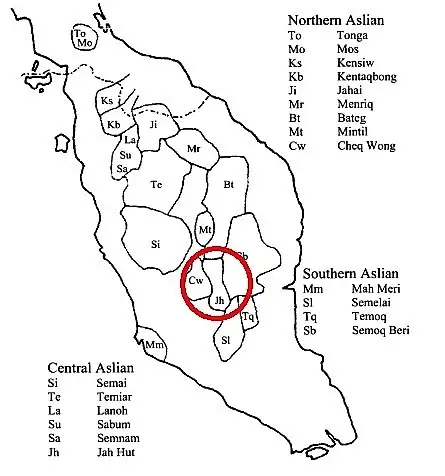 Northern Aslian
To Tonga
Mo Mos
Ks Kensiw
Kb Kentaqbong
Ji Jahai
Mr Menriq
Bt Bateg
Mt Mintil
Cw Cheq Wong
To
Mo
Ks
Kb
Ji
La
Su
Sa
Mr
Te
Bt
Mt
Si
Sb
Cw
Jh
Tq
Sl
Mm
Southern Aslian
Mm Mah Meri
Sl Semelai
Tq Temoq
Sb Semoq Beri
Central Aslian
Si Semai
Te Temiar
La Lanoh
Su Sabum
Sa Semnam
Jh Jah Hut